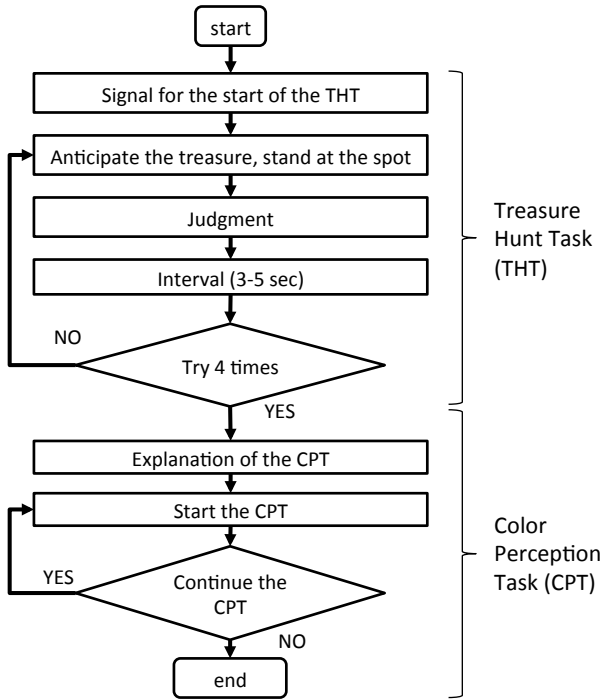 start
Signal for the start of the THT
Anticipate the treasure, stand at the spot
Judgment
Interval (3-5 sec)
NO
Try 4 times
YES
Treasure
Hunt Task
(THT)
Explanation of the CPT
Start the CPT
YES
Continue the
CPT
NO
end
Color
Perception
Task (CPT)